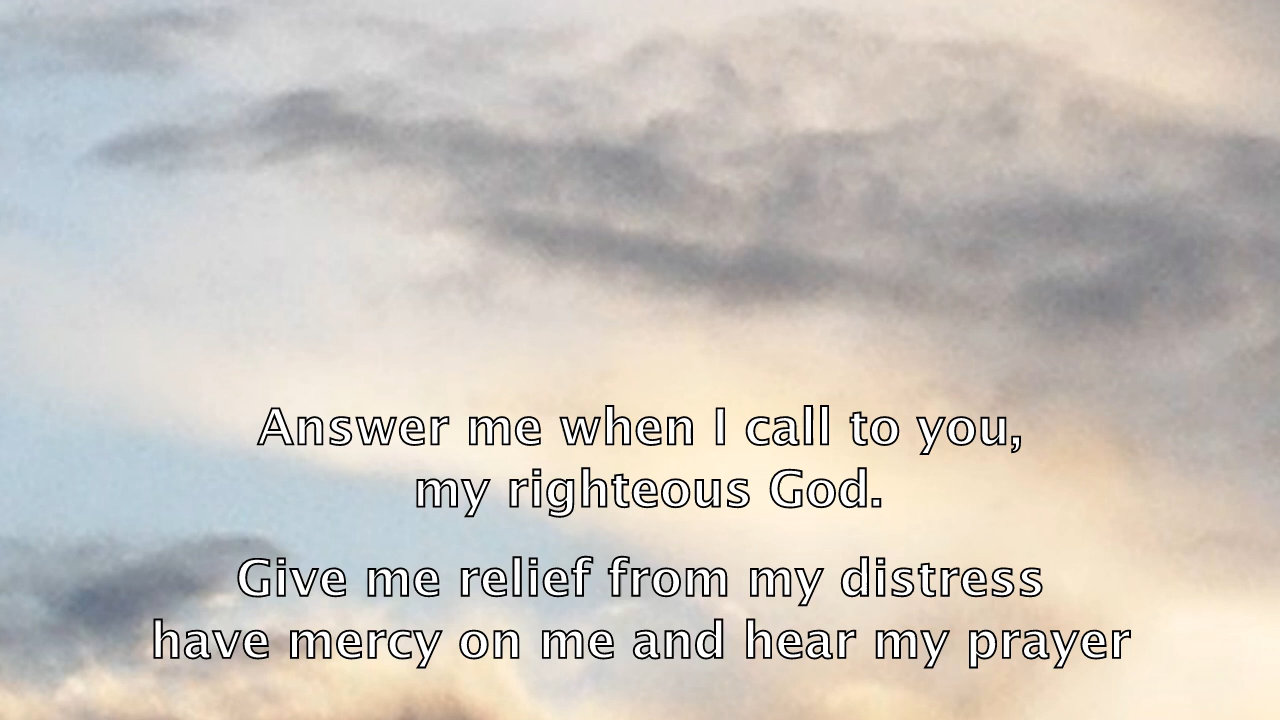 Answer me when I call to you,
my righteous God.
Give me relief from my distress
have mercy on me and hear my prayer